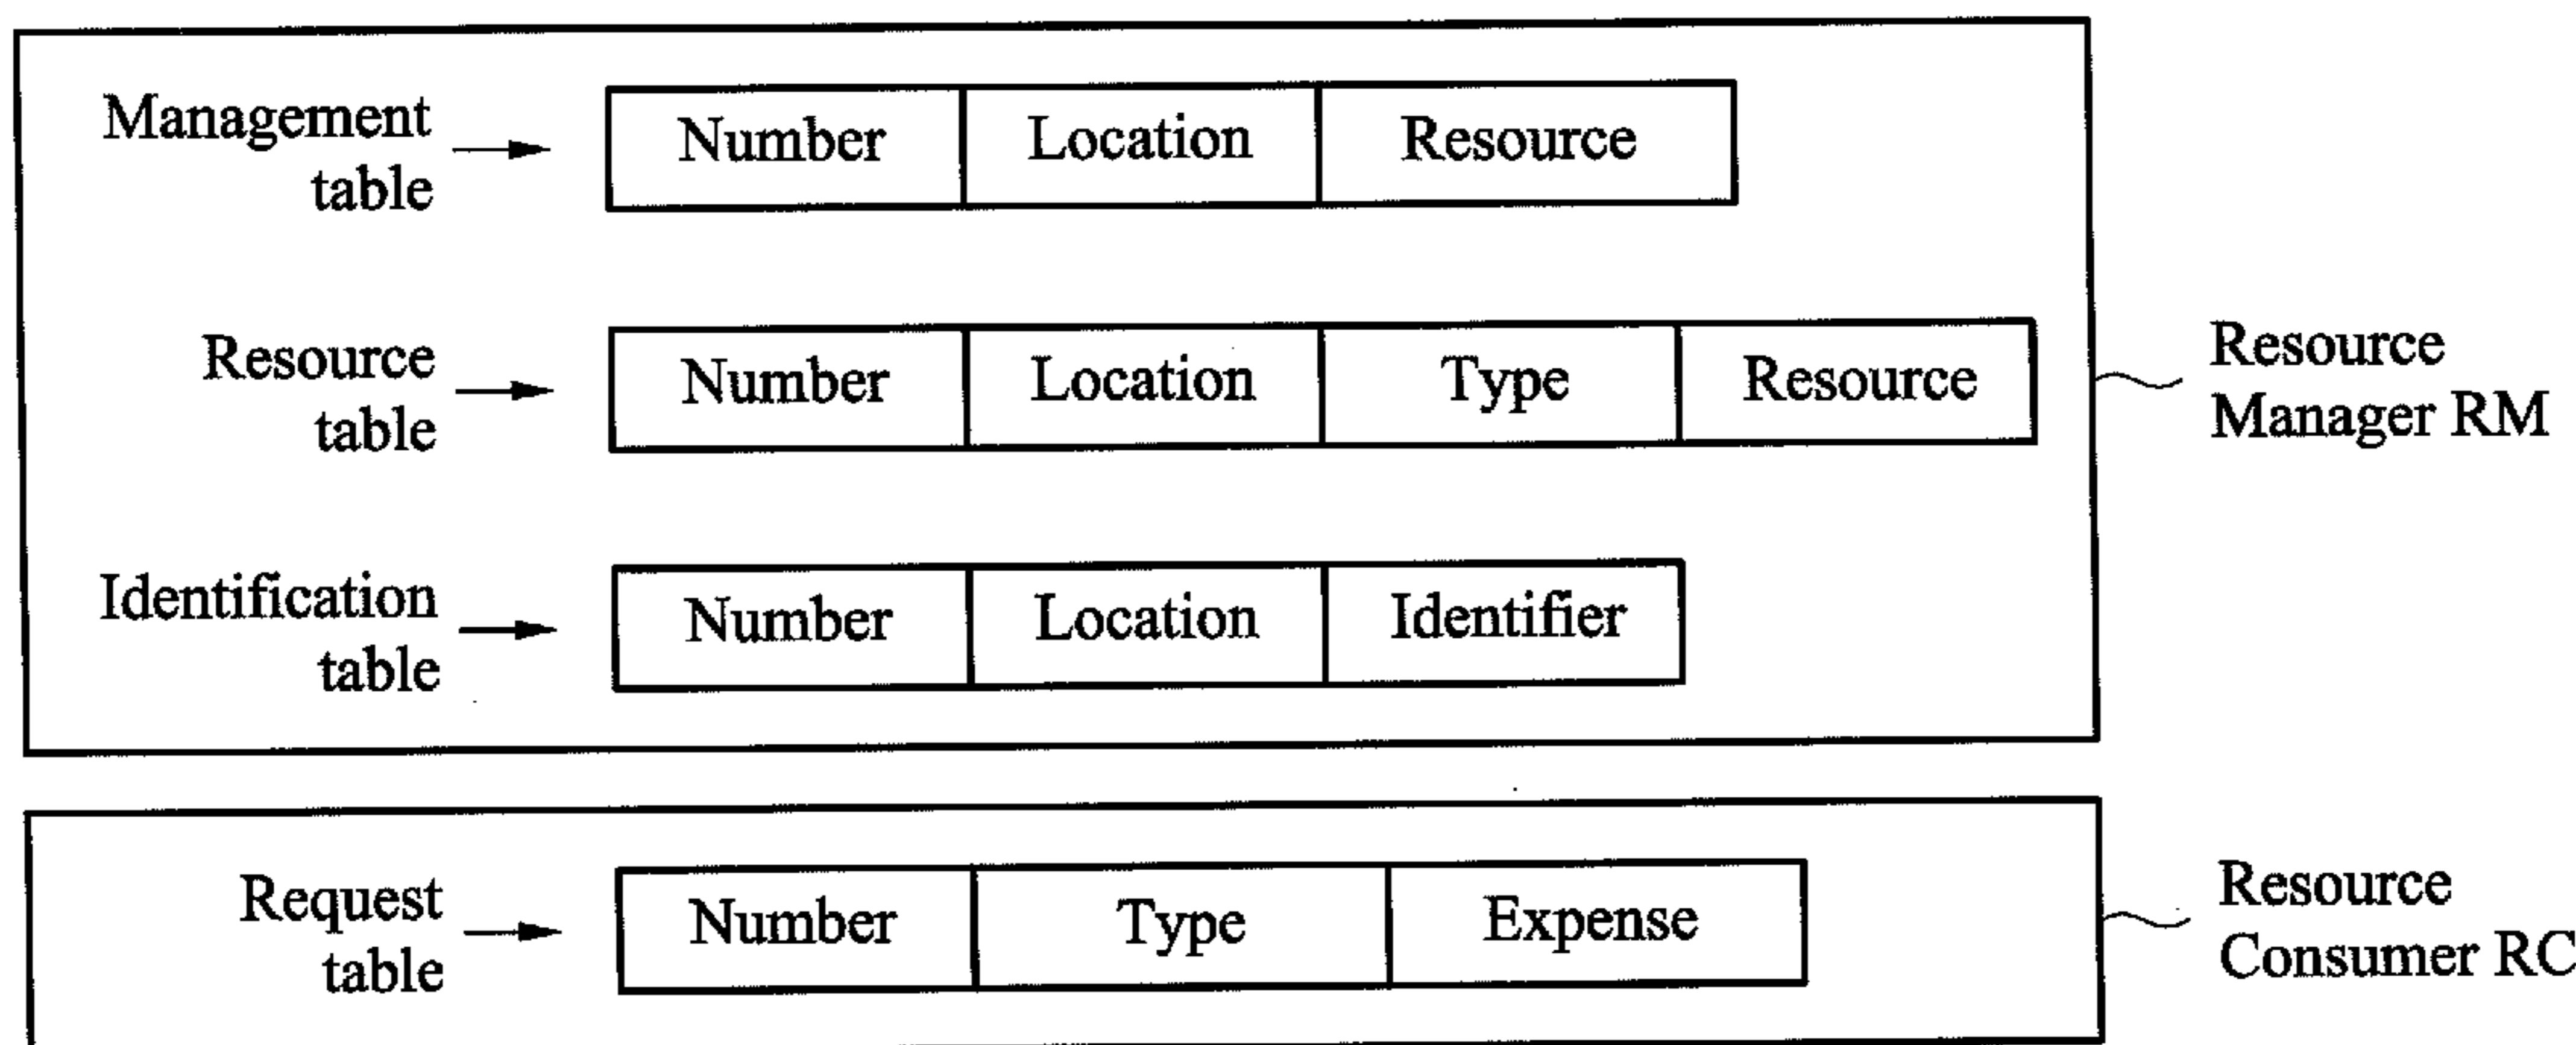 Management
table
Number Location Resource
Resource
table
Number Location Type Resource
Resource
Manager RM
Identification
table
Number Location Identifier
Request
table
Number Type Expense
Resource
Consumer RC